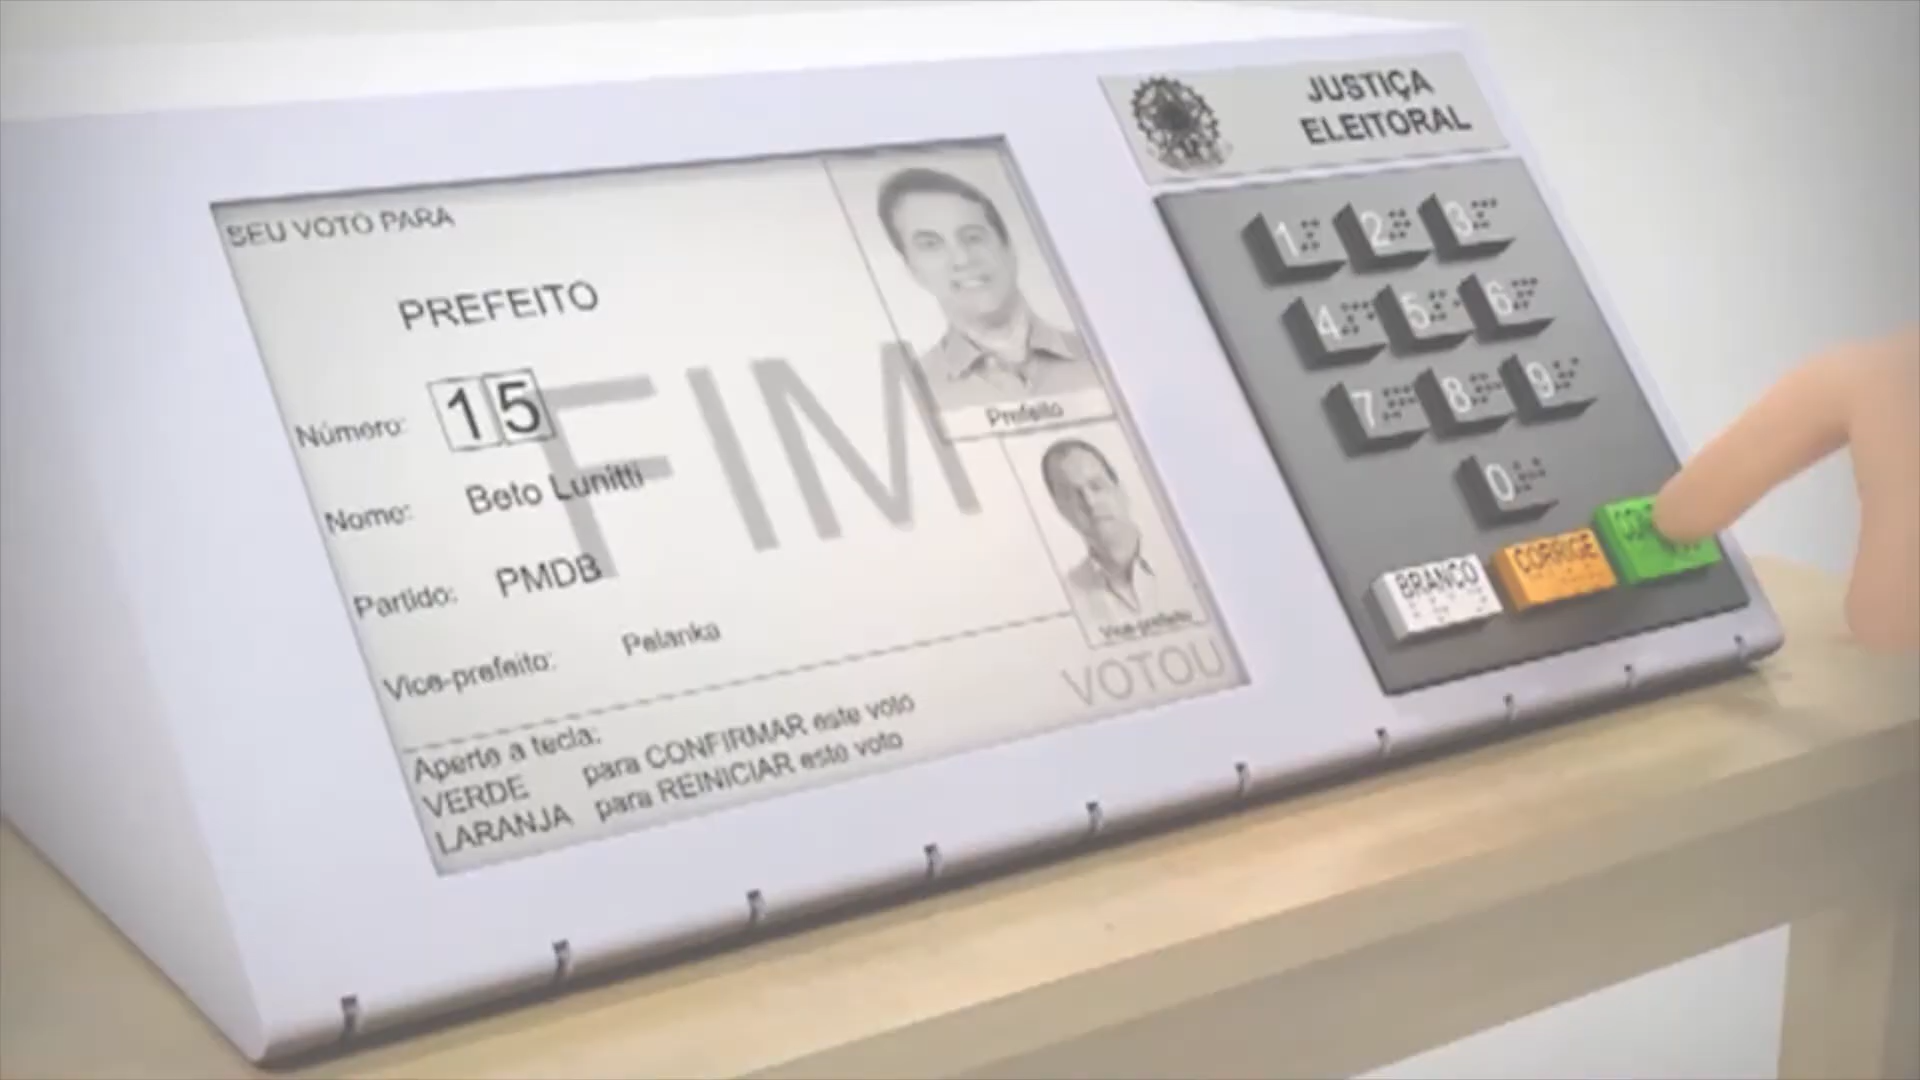 JUSTIÇA
ELEITORAL
SEU VOTO PARA
PREFEITO
Número: 15
Nome: Beto Lunitti
Partido: PMDB
Vice-prefeito: Pelanka
FIM
Prefeito
Vice-prefeito
VOTOU
Aperte a tecla:
VERDE para CONFIRMAR este voto
LARANJA para REINICIAR este voto
1 2 3
4 5 6
7 8 9
0
BRANCO CORRIGE